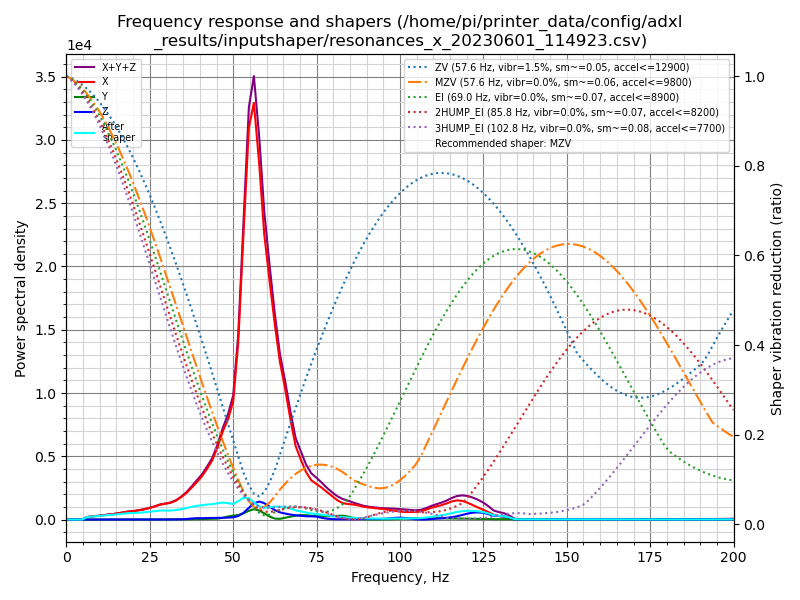 Frequency response and shapers (/home/pi/printer_data/config/adxl
_results/inputshaper/resonances_x_20230601_114923.csv)
1e4
X+Y+Z
X
Y
Z
After
shaper
ZV (57.6 Hz, vibr=1.5%, sm~=0.05, accel<=12900)
MZV (57.6 Hz, vibr=0.0%, sm~=0.06, accel<=9800)
EI (69.0 Hz, vibr=0.0%, sm~=0.07, accel<=8900)
2HUMP_EI (85.8 Hz, vibr=0.0%, sm~=0.07, accel<=8200)
3HUMP_EI (102.8 Hz, vibr=0.0%, sm~=0.08, accel<=7700)
Recommended shaper: MZV
Power spectral density
3.5
3.0
2.5
2.0
1.5
1.0
0.5
0.0
1.0
0.8
0.6
0.4
0.2
0.0
Shaper vibration reduction (ratio)
0 25 50 75 100 125 150 175 200
Frequency, Hz